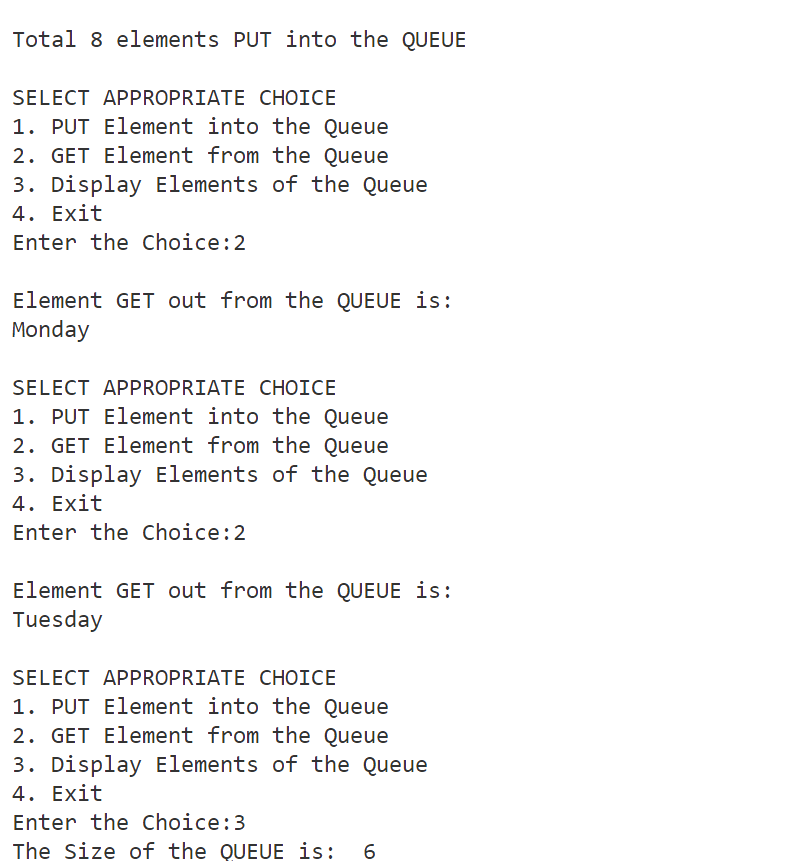 Total 8 elements PUT into the QUEUE
SELECT APPROPRIATE CHOICE
1. PUT Element into the Queue
2. GET Element from the Queue
3. Display Elements of the Queue
4. Exit
Enter the Choice:2
Element GET out from the QUEUE is:
Monday
SELECT APPROPRIATE CHOICE
1. PUT Element into the Queue
2. GET Element from the Queue
3. Display Elements of the Queue
4. Exit
Enter the Choice:2
Element GET out from the QUEUE is:
Tuesday
SELECT APPROPRIATE CHOICE
1. PUT Element into the Queue
2. GET Element from the Queue
3. Display Elements of the Queue
4. Exit
Enter the Choice:3
The Size of the QUEUE is:  6